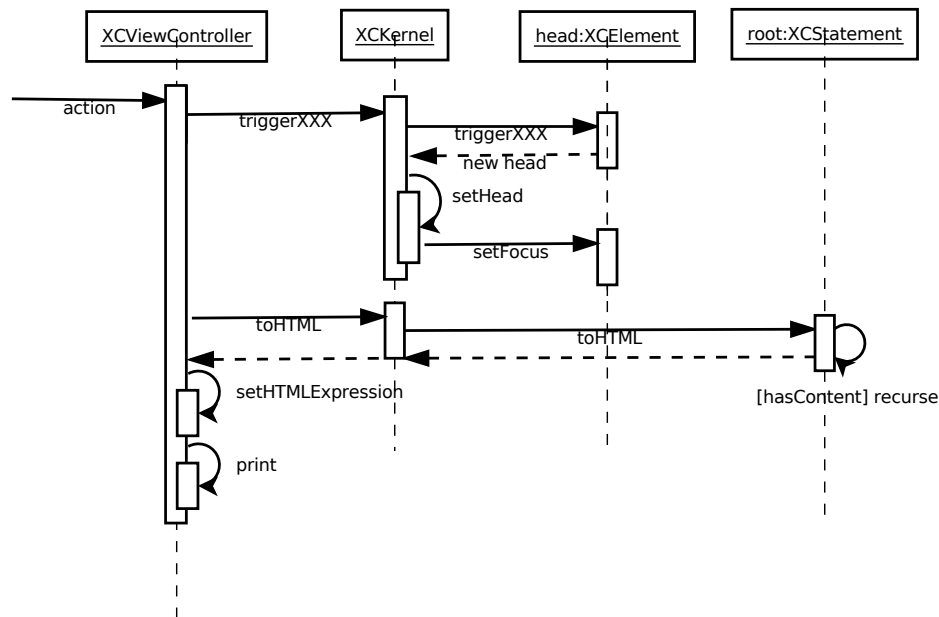 XCViewController
XCKernel
head:XCElement
root:XCStatement
action
triggerXXX
triggerXXX
new head
setHead
setFocus
toHTML
toHTML
setHTMLExpression
[hasContent] recurse
print